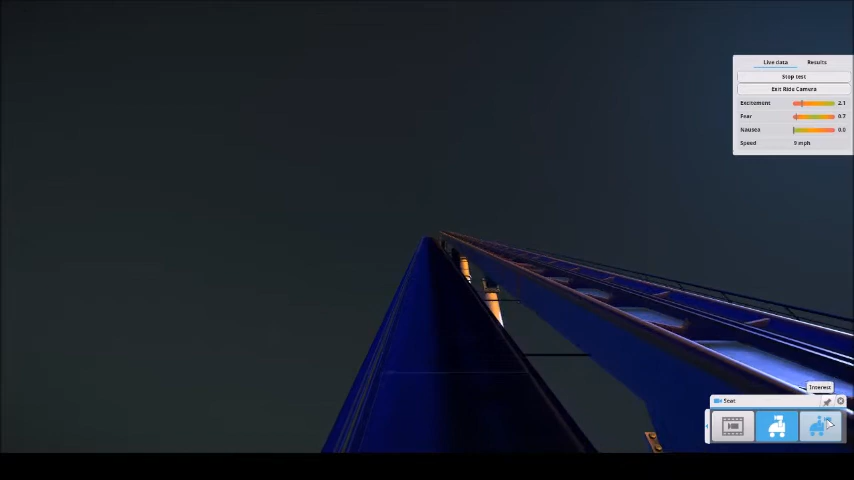 Live data Results
Stop test
Exit Ride Camera
Excitement 2.1
Fear 0.7
Nausea 0.0
Speed 9 mph
Interest
Seat